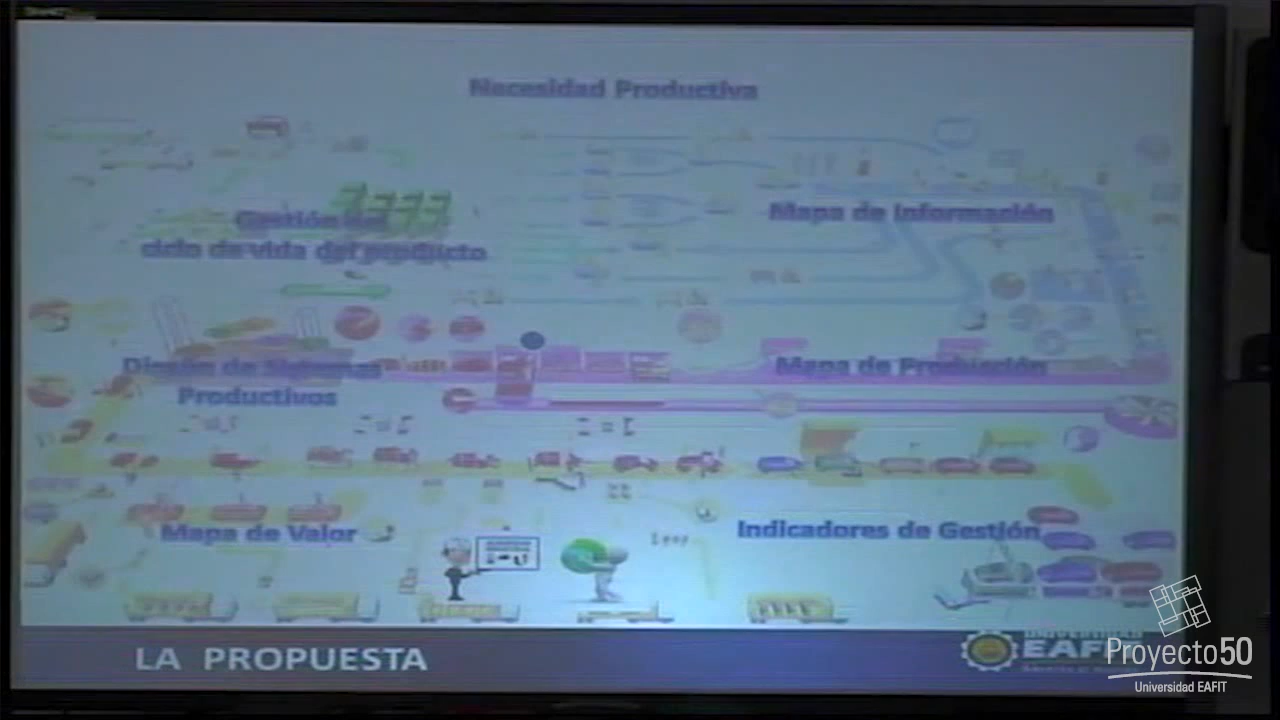 Necesidad Productiva
Gestión del
ciclo de vida del producto
Mapa de Información
Diseño de Sistemas
Productivos
Mapa de Producción
Mapa de Valor
Indicadores de Gestión
LA PROPUESTA
UNIVERSIDAD
EAFIT
Proyecto50
Universidad EAFIT